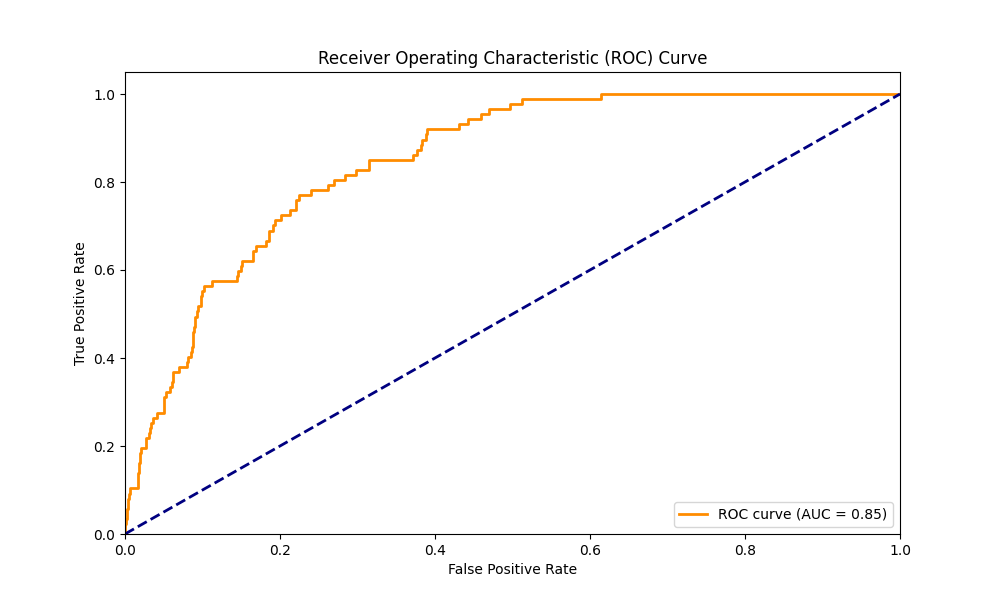 Receiver Operating Characteristic (ROC) Curve
True Positive Rate
1.0
0.8
0.6
0.4
0.2
0.0
ROC curve (AUC = 0.85)
0.0 0.2 0.4 0.6 0.8 1.0
False Positive Rate